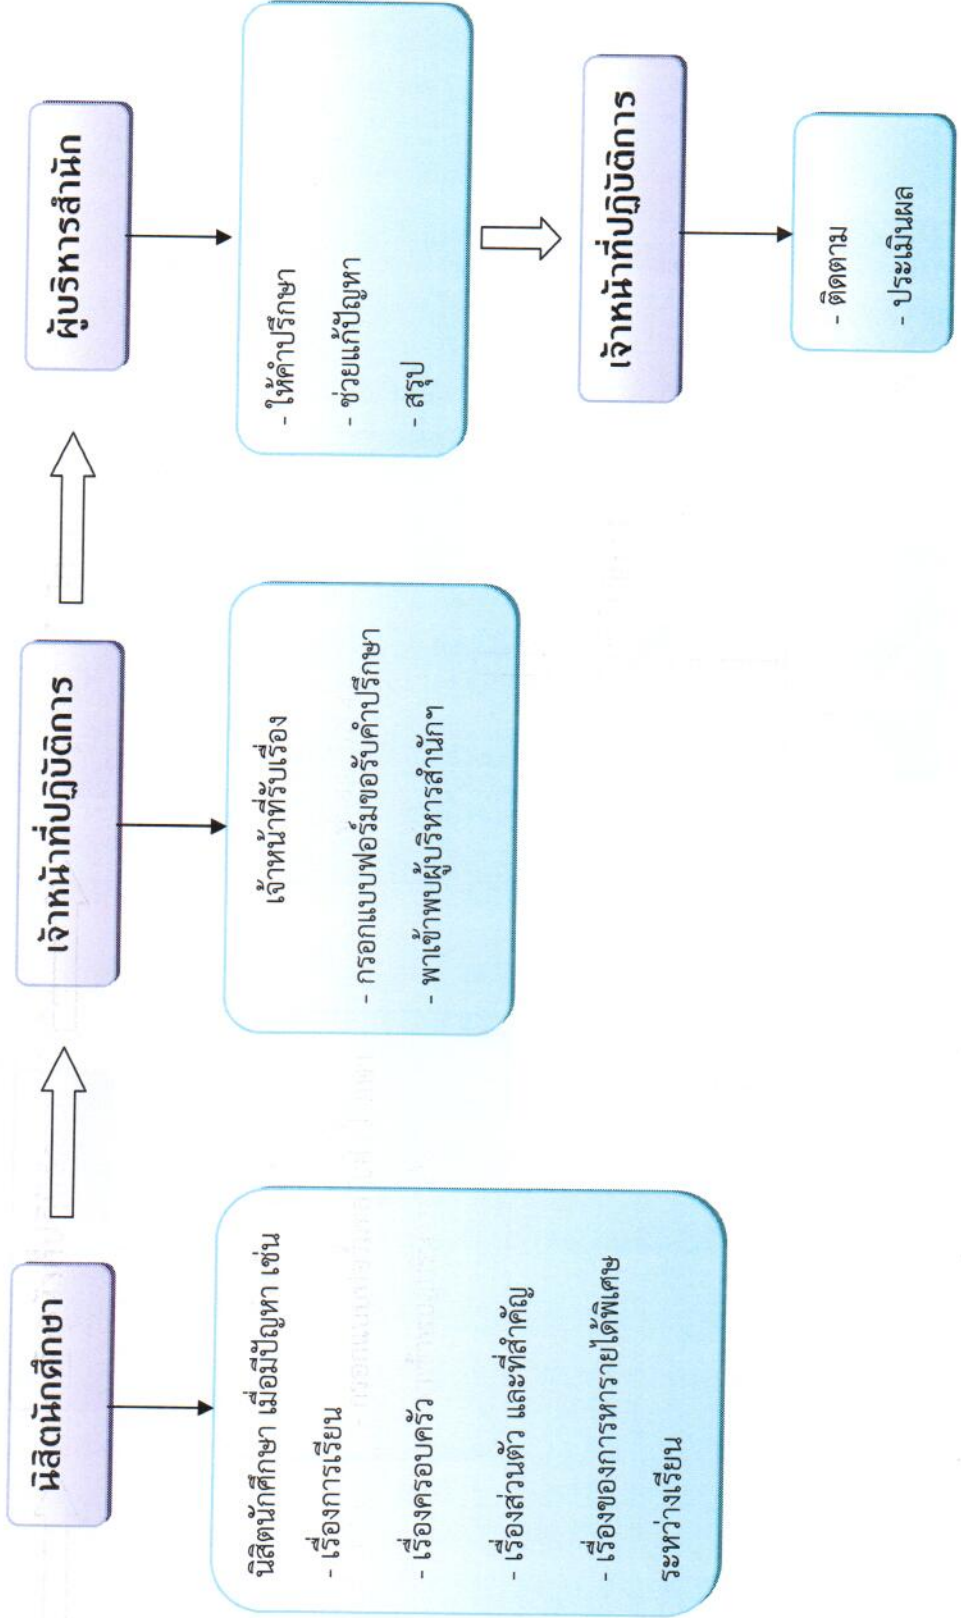 นิสิตนักศึกษา
นิสิตนักศึกษา เมื่อมีปัญหา เช่น
- เรื่องการเรียน
- เรื่องครอบครัว
- เรื่องส่วนตัว และที่สำคัญ
- เรื่องของการหารายได้พิเศษ
ระหว่างเรียน
เจ้าหน้าที่ปฏิบัติการ
เจ้าหน้าที่รับเรื่อง
- กรอกแบบฟอร์มขอรับคำปรึกษา
- พาเข้าพบผู้บริหารสำนักฯ
ผู้บริหารสำนัก
- ให้คำปรึกษา
- ช่วยแก้ปัญหา
- สรุป
เจ้าหน้าที่ปฏิบัติการ
- ติดตาม
- ประเมินผล